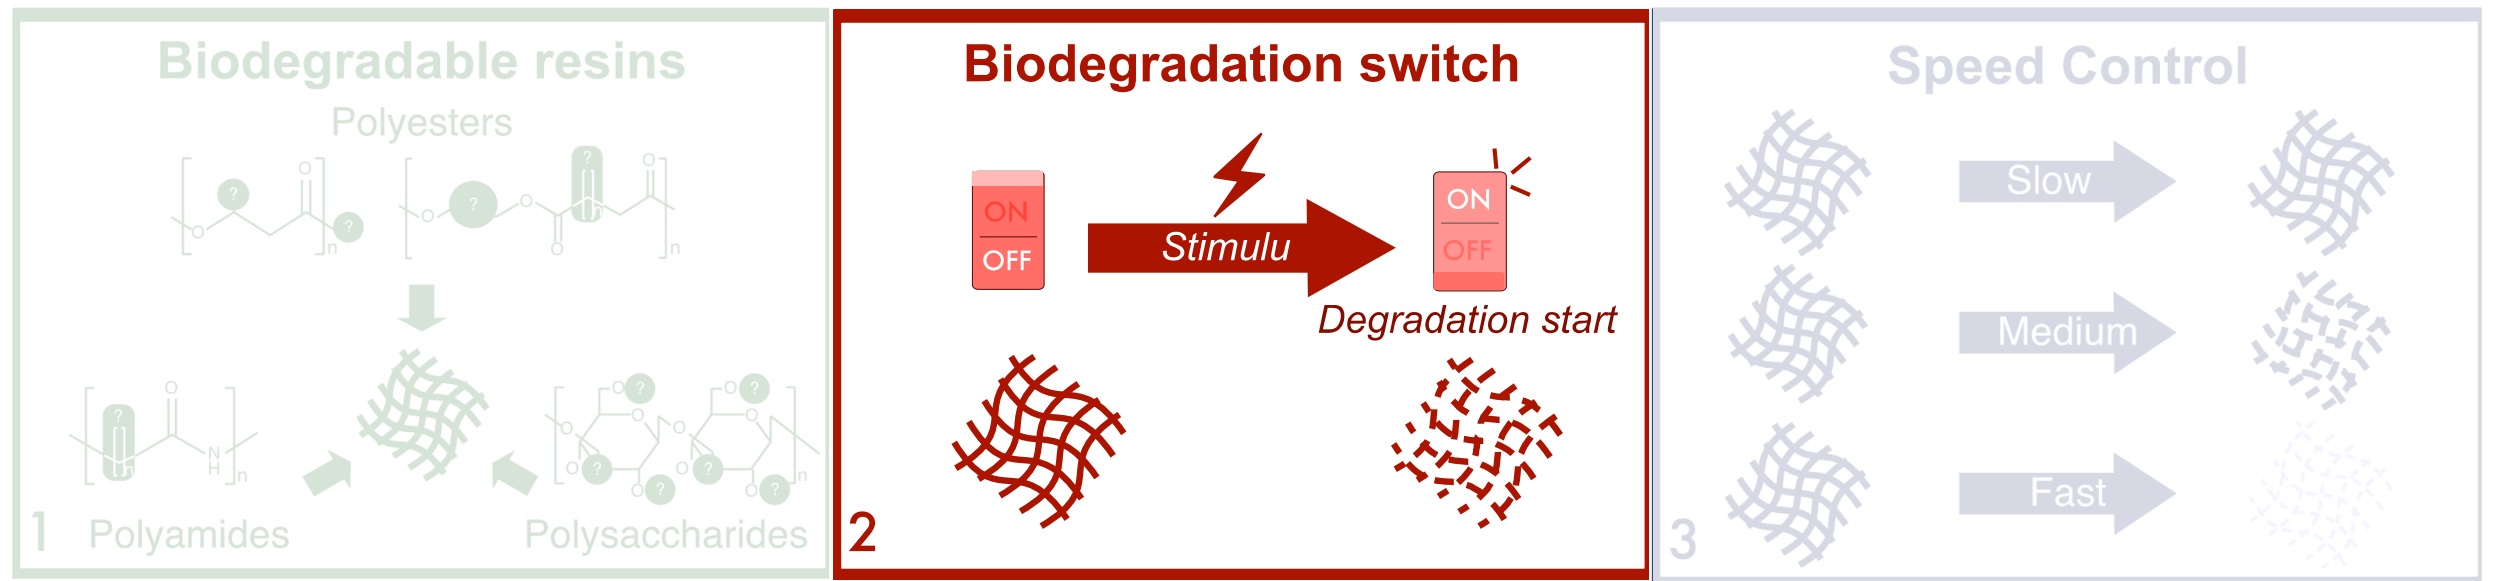 Biodegradable resins
Polyesters
O
?
O
?
n
O
?
O
O
?
n
O
n
?
n
O
N
H
n
1
Polyammides
O
?
O
O
?
O
O
O
O
?
O
?
O
?
O
?
n
Polysaccharides
Biodegradation switch
ON
OFF
Stimulu
ON
OFF
Degradation start
2
Speed Control
Slow
Medium
Fast
3